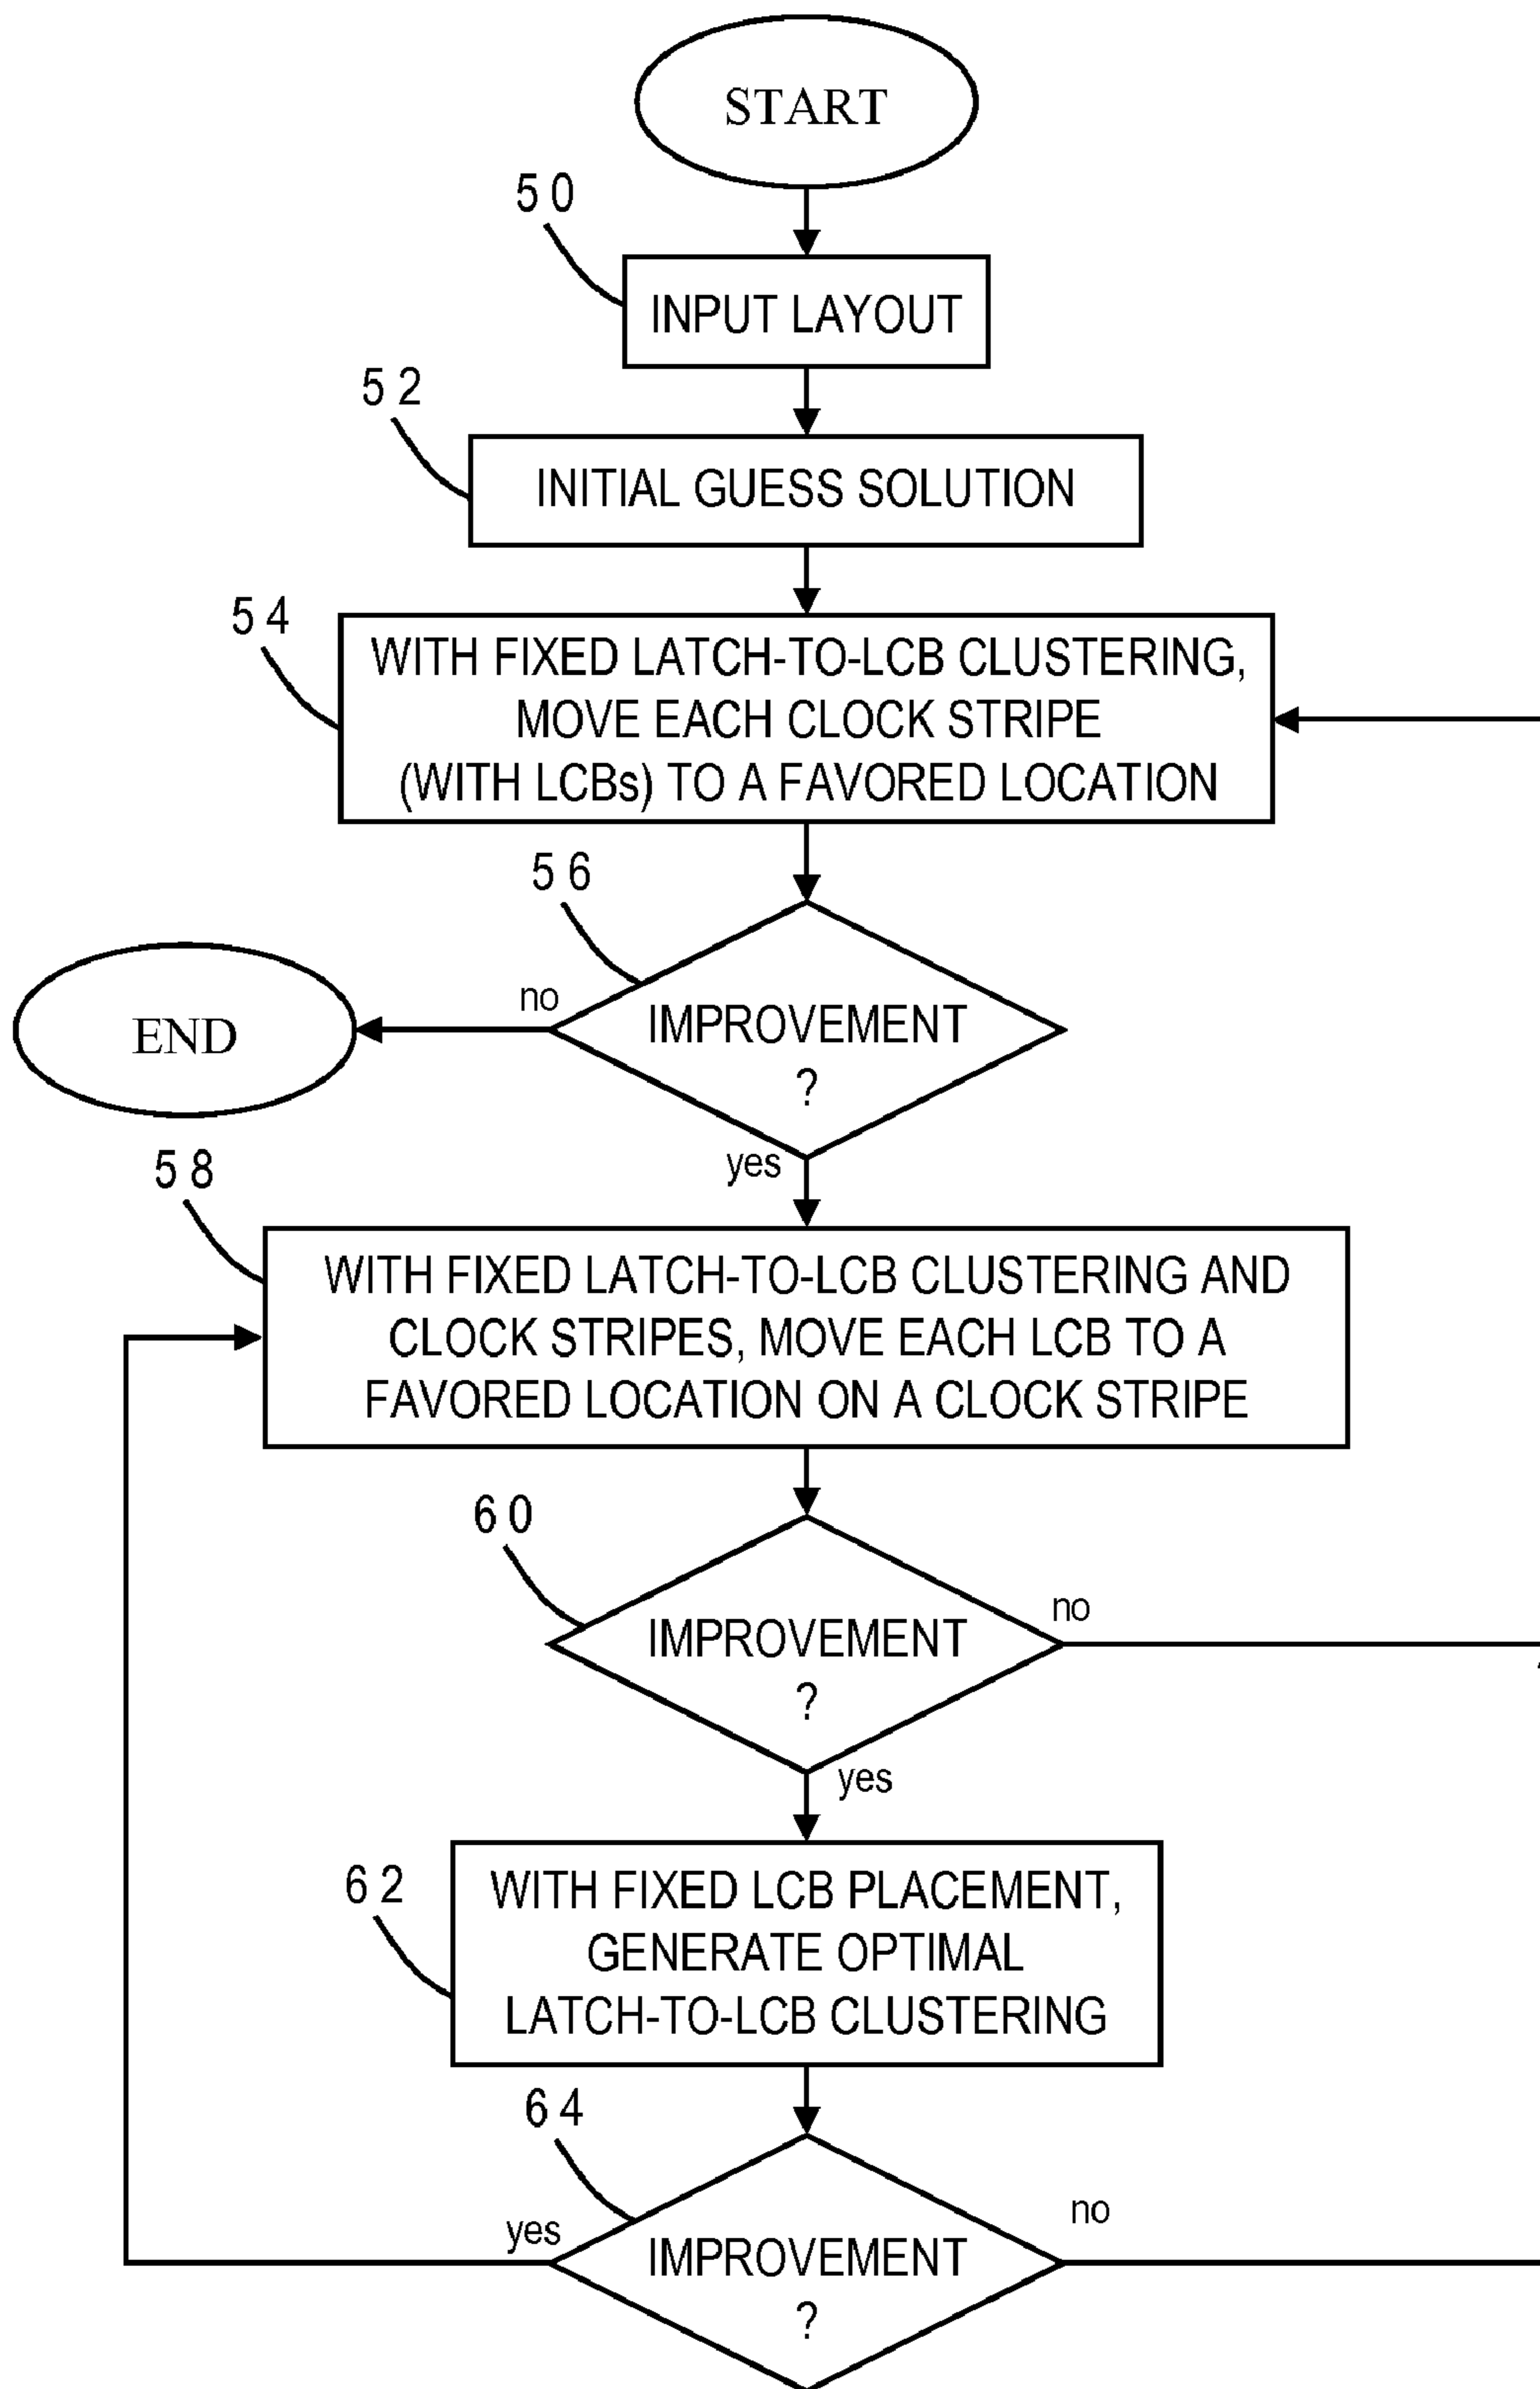 START
50
INPUT LAYOUT
52
INITIAL GUESS SOLUTION
54
WITH FIXED LATCH-TO-LCB CLUSTERING,
MOVE EACH CLOCK STRIPE
(WITH LCBs) TO A FAVORED LOCATION
56
no
IMPROVEMENT
?
END
yes
58
WITH FIXED LATCH-TO-LCB CLUSTERING AND
CLOCK STRIPES, MOVE EACH LCB TO A
FAVORED LOCATION ON A CLOCK STRIPE
60
no
IMPROVEMENT
?
yes
62
WITH FIXED LCB PLACEMENT,
GENERATE OPTIMAL
LATCH-TO-LCB CLUSTERING
64
yes
no
IMPROVEMENT
?